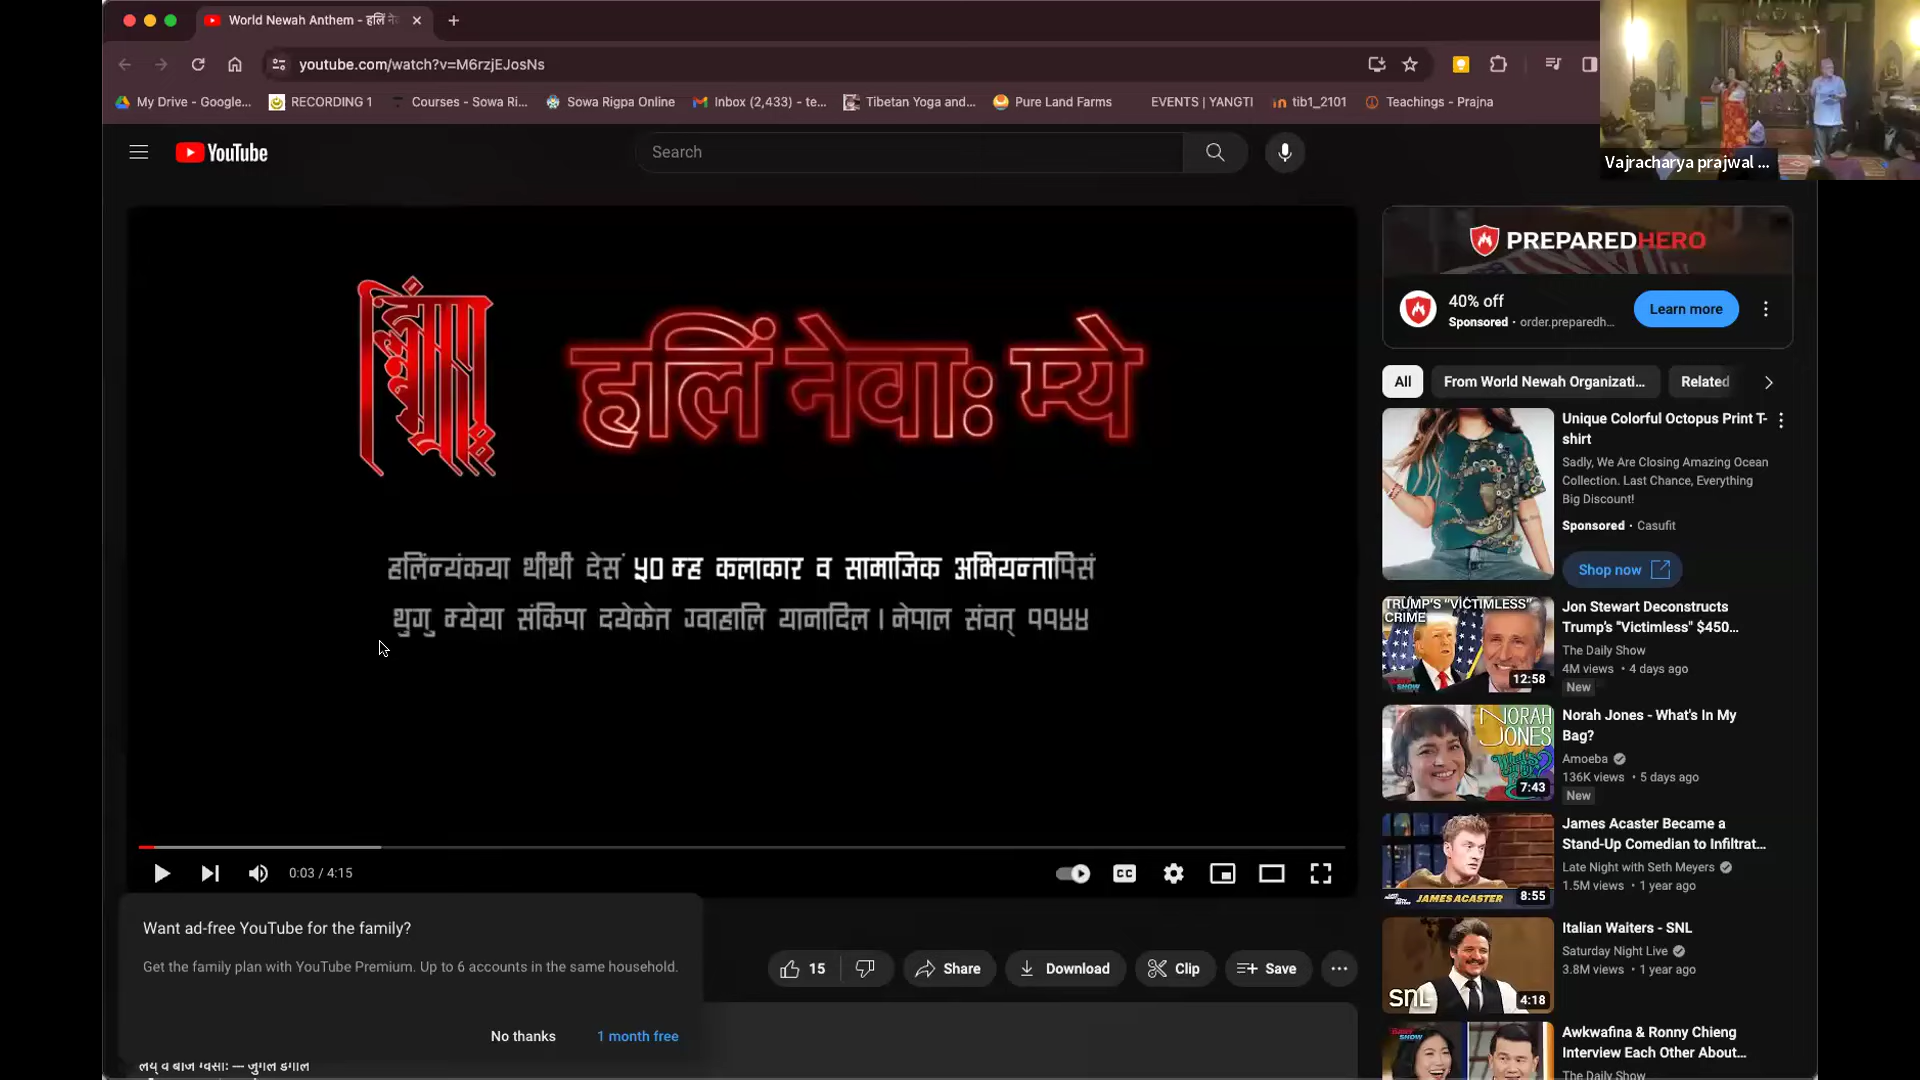 World Newah Anthem - हलिं ने
youtube.com/watch?v=M6rzjEJosNs
My Drive - Google...
RECORDING 1
Courses - Sowa Ri...
Sowa Rigpa Online
Inbox (2,433) - te...
Tibetan Yoga and...
Pure Land Farms
EVENTS | YANGTI
tib1_2101
Teachings - Prajna
Vajracharya prajwal ...
YouTube
Search
हलिं नेवाः म्ये
हलिंन्यंकया थीथी देसं ५० म्ह कलाकार व सामाजिक अभियन्तापिसं
थुगु म्येया संकिपा दयेकेत ग्वाहालि यानादिल । नेपाल संवत् ११४४
0:03 / 4:15
CC
Want ad-free YouTube for the family?
Get the family plan with YouTube Premium. Up to 6 accounts in the same household.
No thanks
1 month free
15
Share
Download
Clip
Save
PREPAREDHERO
40% off
Sponsored · order.preparedh...
Learn more
All
From World Newah Organizati...
Related
Unique Colorful Octopus Print T-
shirt
Sadly, We Are Closing Amazing Ocean
Collection. Last Chance, Everything
Big Discount!
Sponsored · Casufit
Shop now
TRUMP'S "VICTIMLESS"
CRIME
12:58
Jon Stewart Deconstructs
Trump's "Victimless" $450...
The Daily Show
4M views • 4 days ago
New
NORAH
JONES
What's In My
7:43
Norah Jones - What's In My
Bag?
Amoeba
136K views • 5 days ago
New
JAMES ACASTER
8:55
James Acaster Became a
Stand-Up Comedian to Infiltrat...
Late Night with Seth Meyers
1.5M views • 1 year ago
SNL
4:18
Italian Waiters - SNL
Saturday Night Live
3.8M views • 1 year ago
Awkwafina & Ronny Chieng
Interview Each Other About...
The Daily Show